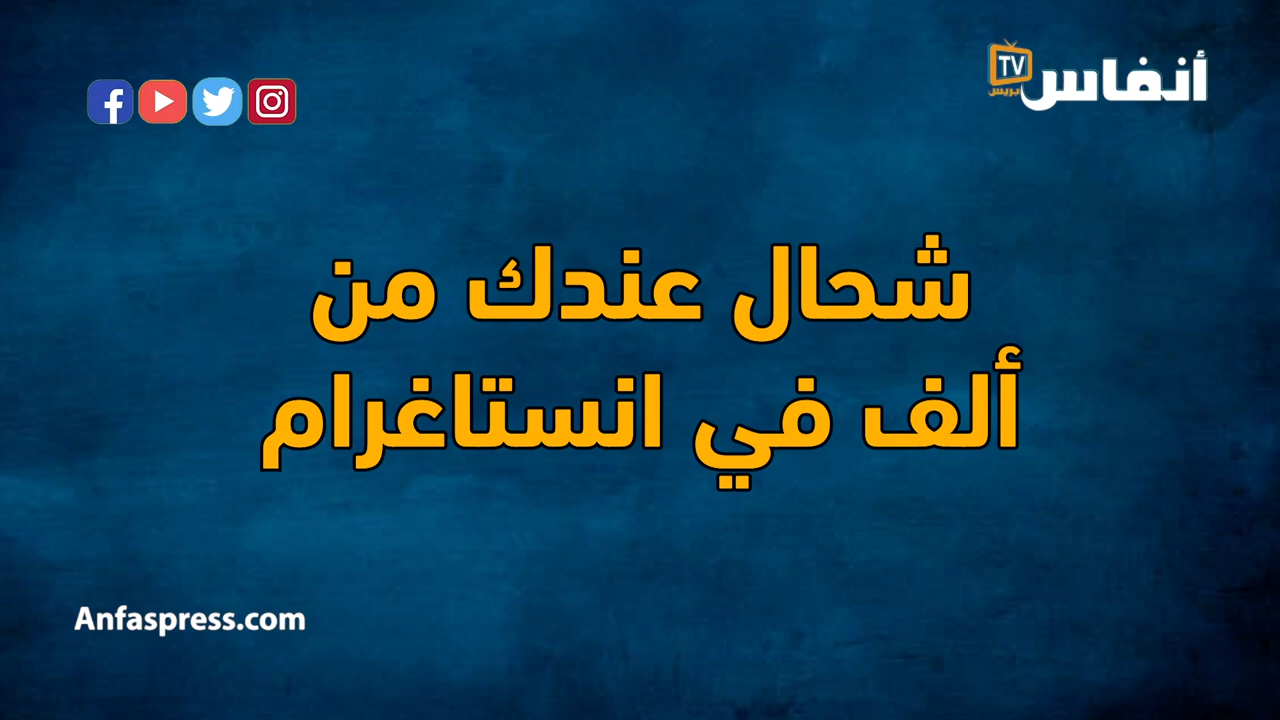 أنفاس
TV
بريس
شحال عندك من
ألف في انستاغرام
Anfaspress.com